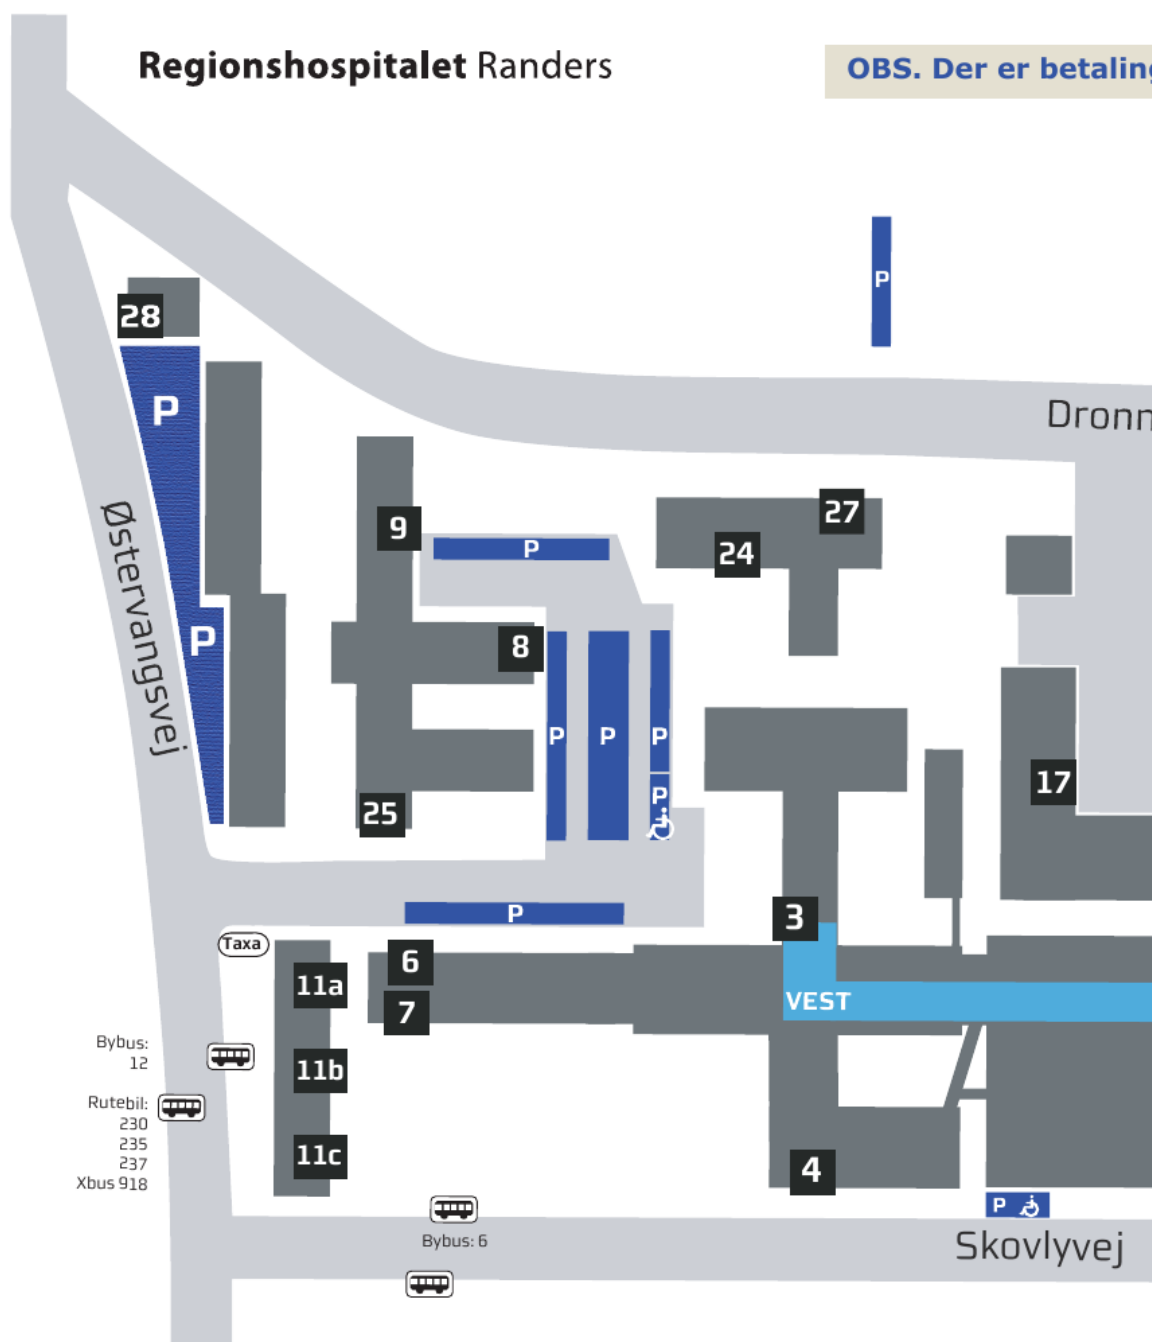 Regionshospitalet Randers
OBS. Der er betaling
P
28
P
Dronn
Østervangsvej
9
P
27
24
P
8
P
P
P
P
17
25
P
3
Taxa
6
11a
7
VEST
Bybus:
12
11b
Rutebil:
230
235
237
Xbus 918
11c
4
P
Bybus: 6
Skovlyvej